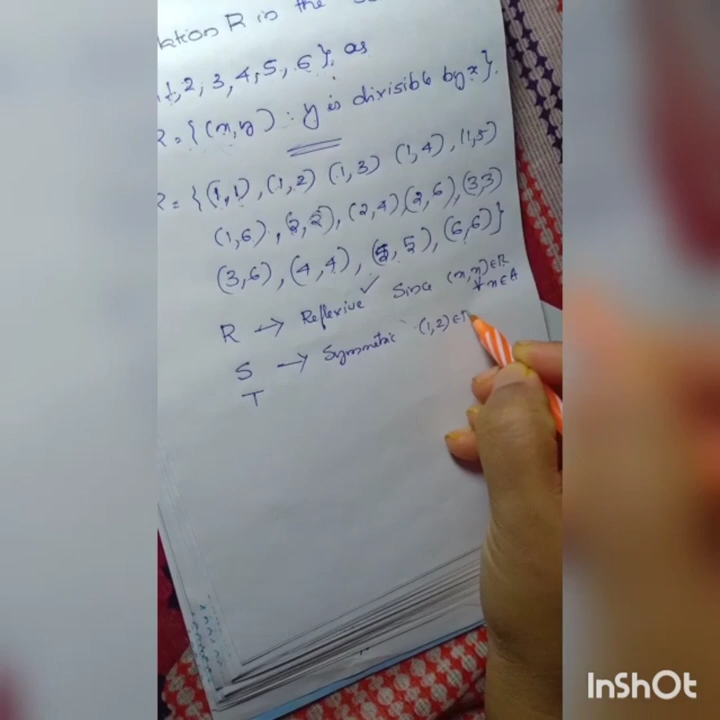 lation R in the
1, 2, 3, 4, 5, 6}, as
R = {(x, y) : y is divisible by x}.
R = {(1,1), (1,2) (1,3) (1,4), (1,5)
(1,6), (2,2), (2,4) (2,6), (3,3)
(3,6), (4,4), (5,5), (6,6)}
R → Reflexive ✓ Since (x,x) ∈ R
∀ x ∈ A
S → Symmetric (1,2) ∈
T
InShOt